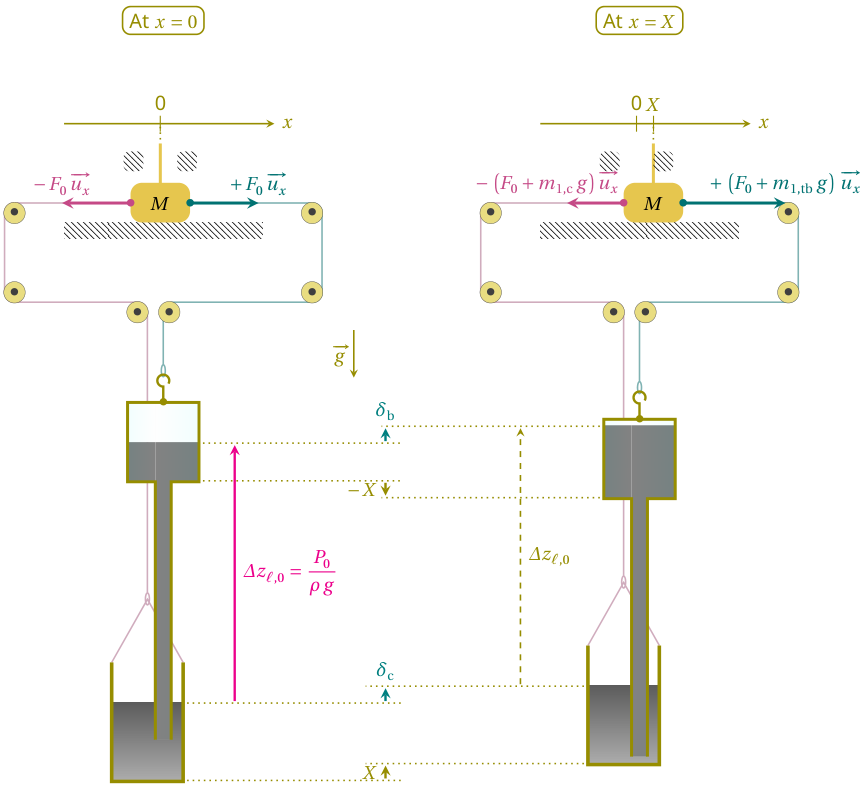 At x = 0
At x = X
0
x
0 X
x
−F₀ u⃗ₓ
+F₀ u⃗ₓ
M
−(F₀ + m₁,c g) u⃗ₓ
+(F₀ + m₁,tb g) u⃗ₓ
M
g⃗
δb
−X
Δzℓ,0 = P₀ / ρ g
Δzℓ,0
δc
X